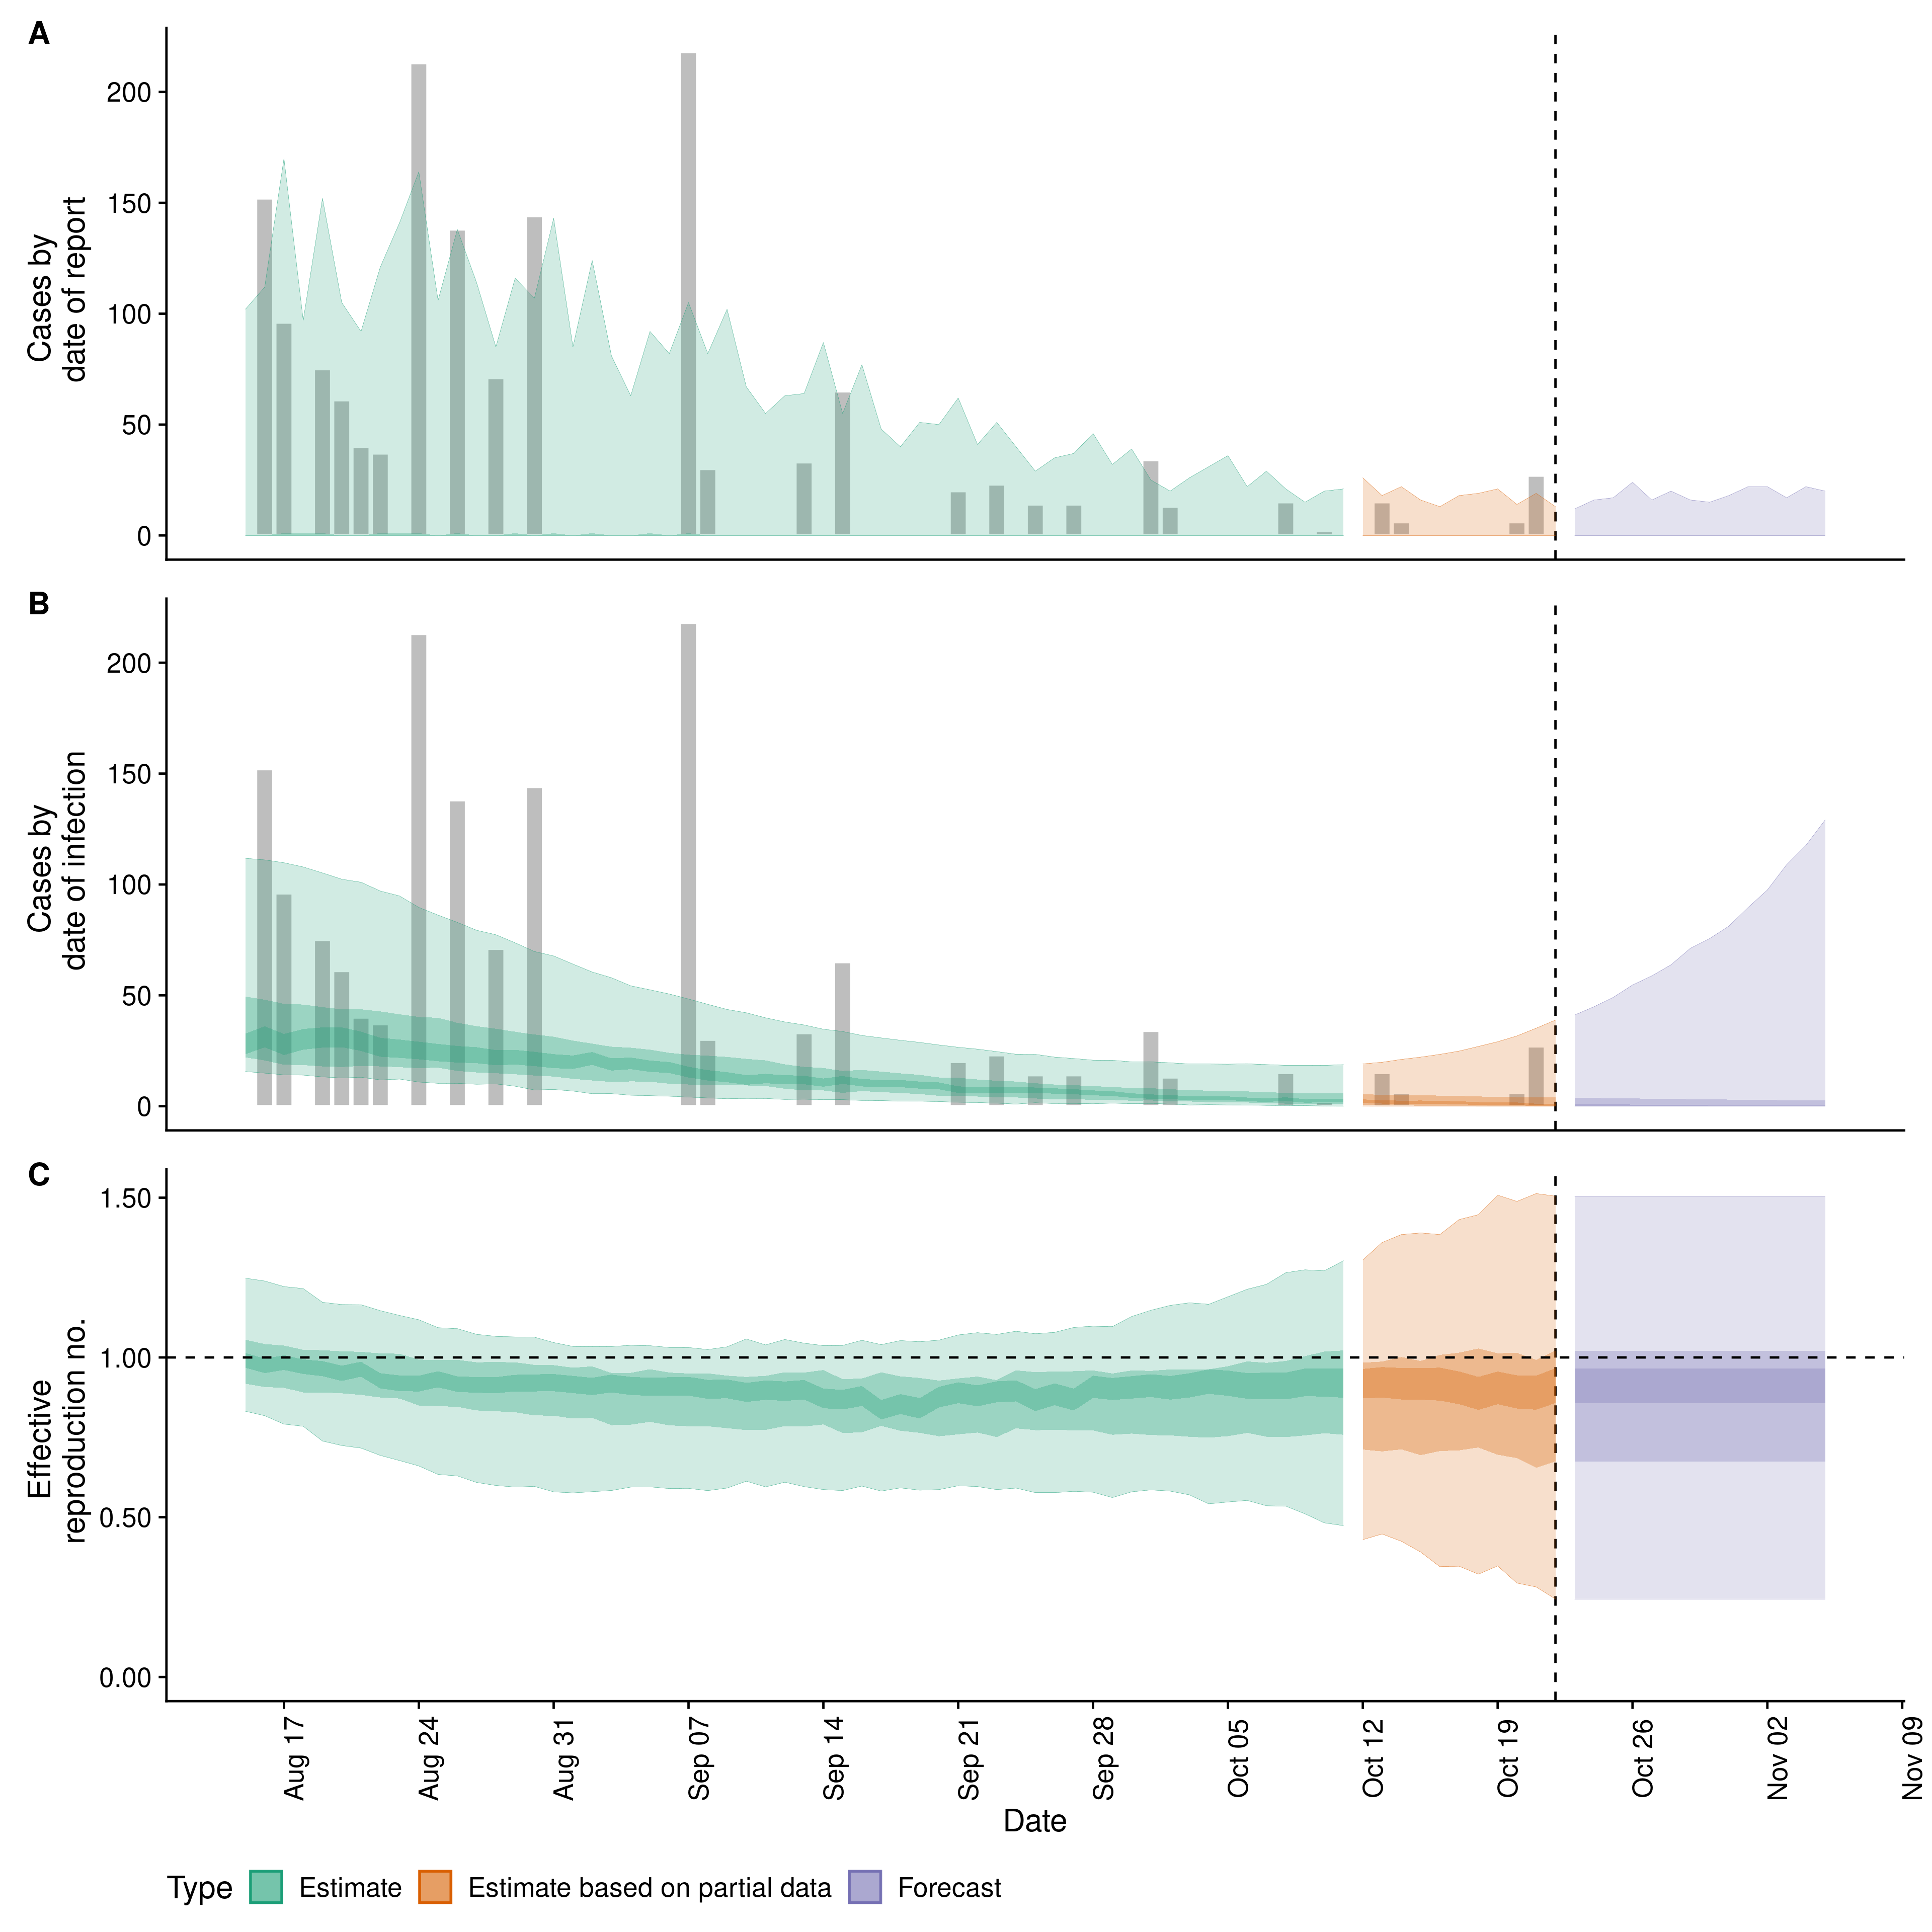 A
Cases by
date of report
200
150
100
50
0
B
Cases by
date of infection
200
150
100
50
0
C
Effective
reproduction no.
1.50
1.00
0.50
0.00
Aug 17
Aug 24
Aug 31
Sep 07
Sep 14
Sep 21
Sep 28
Oct 05
Oct 12
Oct 19
Oct 26
Nov 02
Nov 09
Date
Type Estimate Estimate based on partial data Forecast